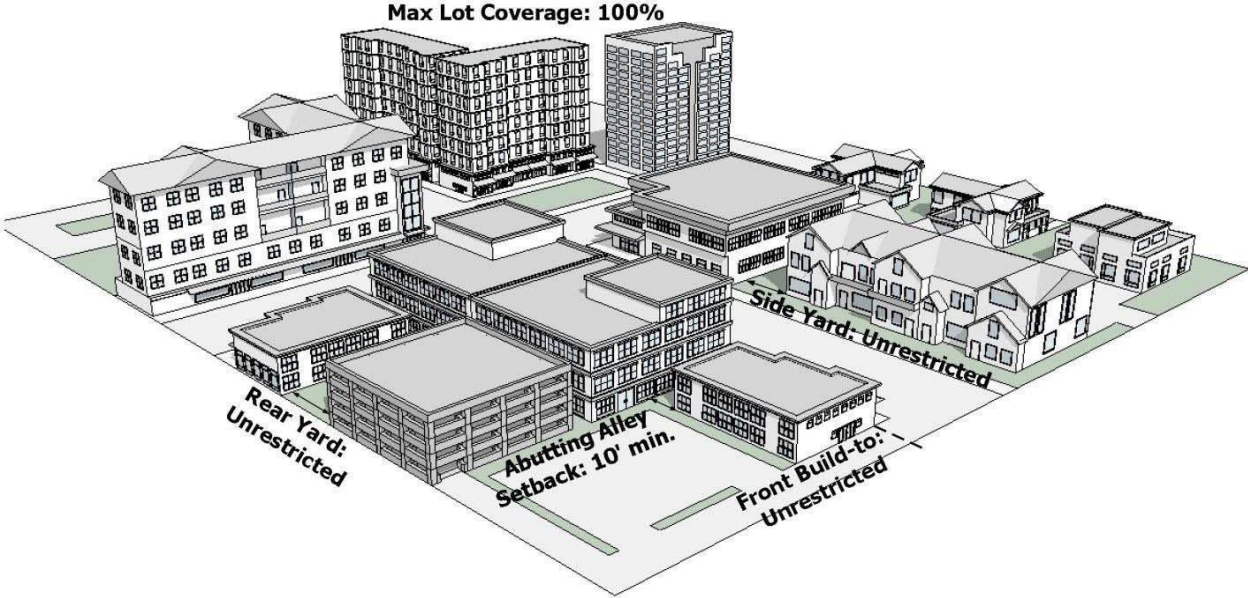 Max Lot Coverage: 100%
Side Yard: Unrestricted
Rear Yard:
Unrestricted
Abutting Alley
Setback: 10' min.
Front Build-to:
Unrestricted